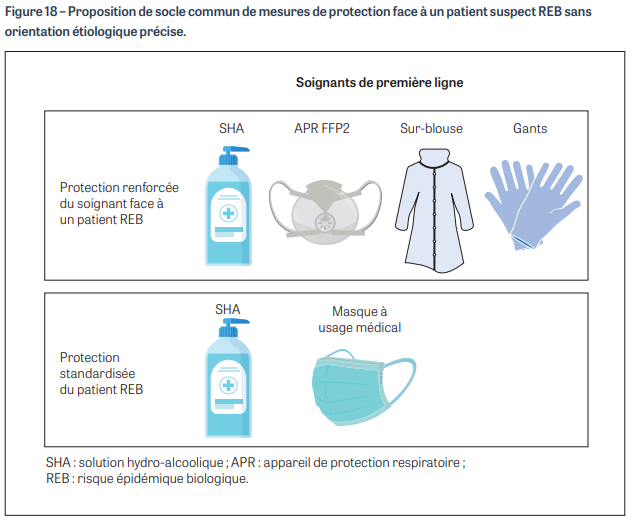 Figure 18 – Proposition de socle commun de mesures de protection face à un patient suspect REB sans
orientation étiologique précise.
Soignants de première ligne
SHA
APR FFP2
Sur-blouse
Gants
Protection renforcée
du soignant face à
un patient REB
SHA
Masque à
usage médical
Protection
standardisée
du patient REB
SHA : solution hydro-alcoolique ; APR : appareil de protection respiratoire ;
REB : risque épidémique biologique.